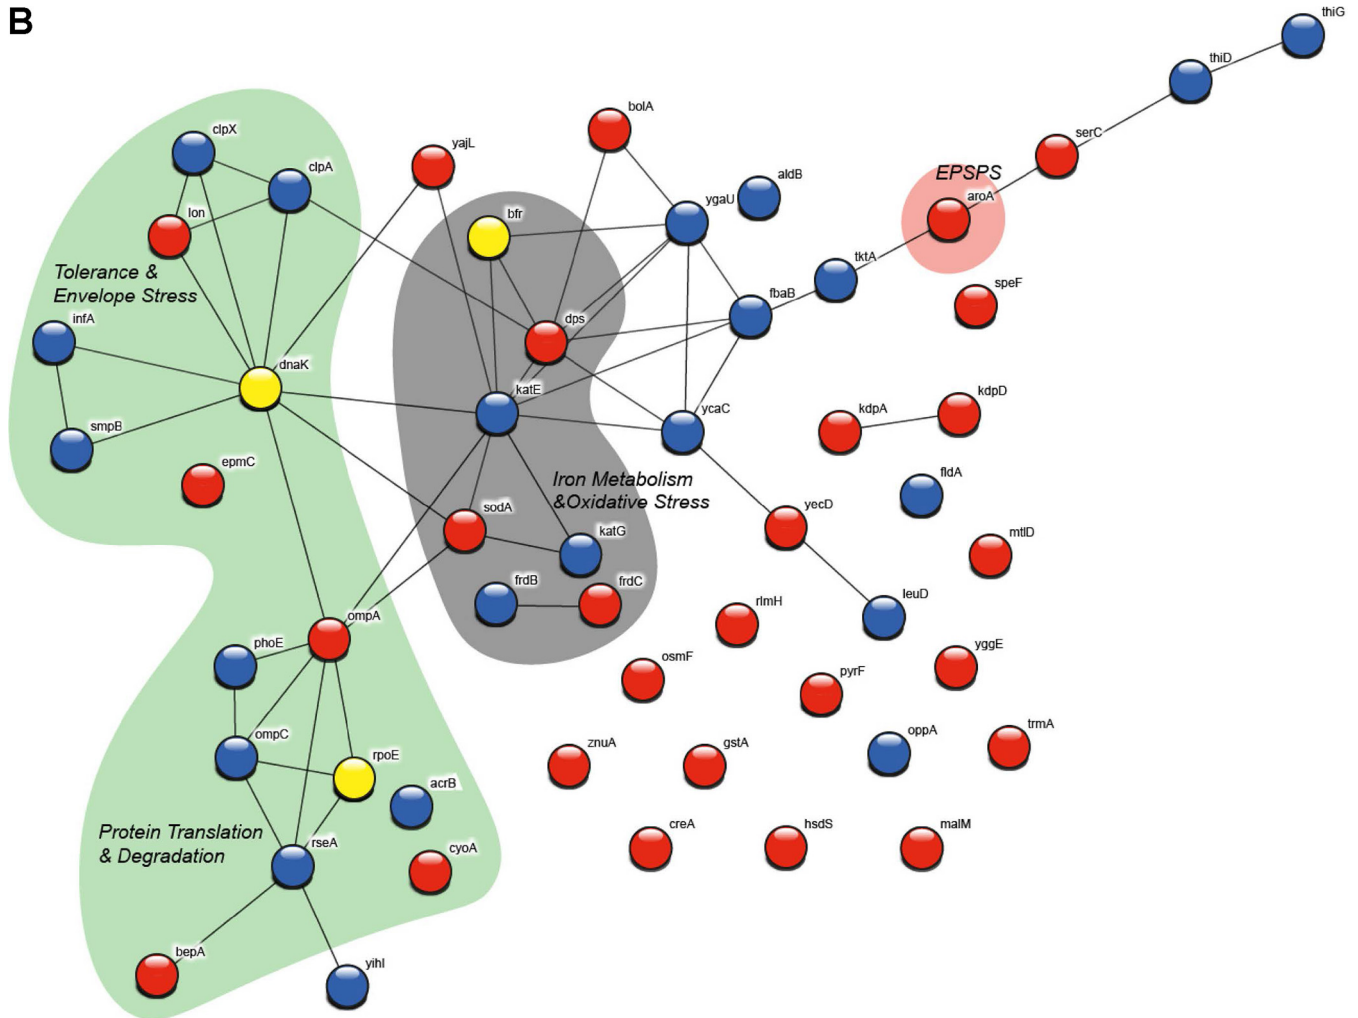 B
thiG
thiD
bolA
clpX
serC
yajL
clpA
aldB
EPSPS
ygaU
aroA
lon
bfr
tktA
Tolerance &
Envelope Stress
speF
fbaB
infA
dps
dnaK
katE
kdpD
ycaC
kdpA
smpB
epmC
fldA
Iron Metabolism
&Oxidative Stress
sodA
yecD
katG
mtlD
frdB
frdC
rlmH
leuD
ompA
phoE
osmF
pyrF
yggE
ompC
rpoE
znuA
gstA
oppA
trmA
acrB
Protein Translation
& Degradation
rseA
cyoA
creA
hsdS
malM
bepA
yihI